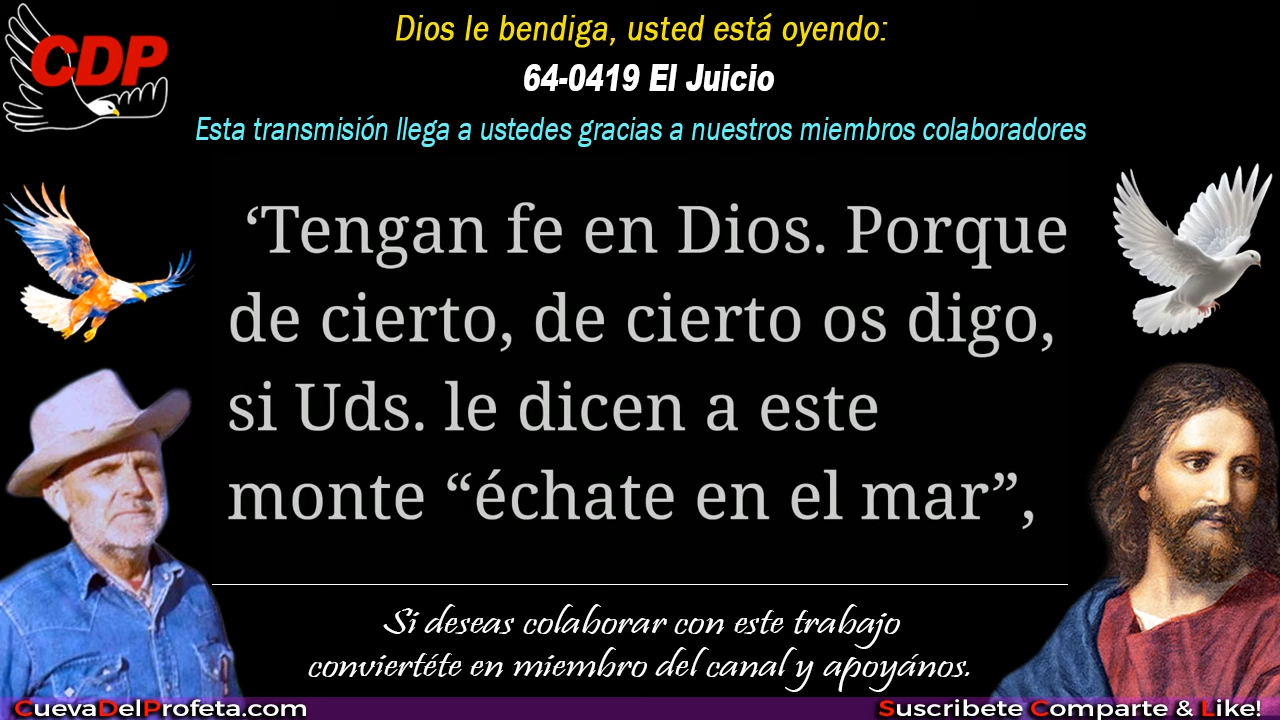 CDP
Dios le bendiga, usted está oyendo:
64-0419 El Juicio
Esta transmisión llega a ustedes gracias a nuestros miembros colaboradores
‘Tengan fe en Dios. Porque
de cierto, de cierto os digo,
si Uds. le dicen a este
monte “échate en el mar”,
Si deseas colaborar con este trabajo
conviertéte en miembro del canal y apoyános.
CuevaDelProfeta.com
Suscribete Comparte & Like!